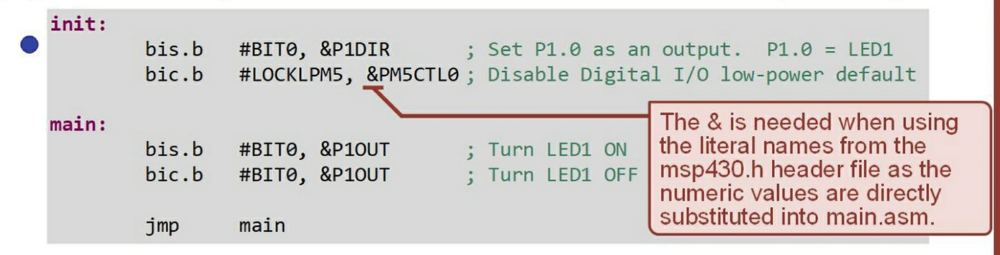 init:
bis.b #BIT0, &P1DIR ; Set P1.0 as an output. P1.0 = LED1
bic.b #LOCKLPM5, &PM5CTL0 ; Disable Digital I/O low-power default
main:
bis.b #BIT0, &P1OUT ; Turn LED1 ON
bic.b #BIT0, &P1OUT ; Turn LED1 OFF
jmp main
The & is needed when using
the literal names from the
msp430.h header file as the
numeric values are directly
substituted into main.asm.